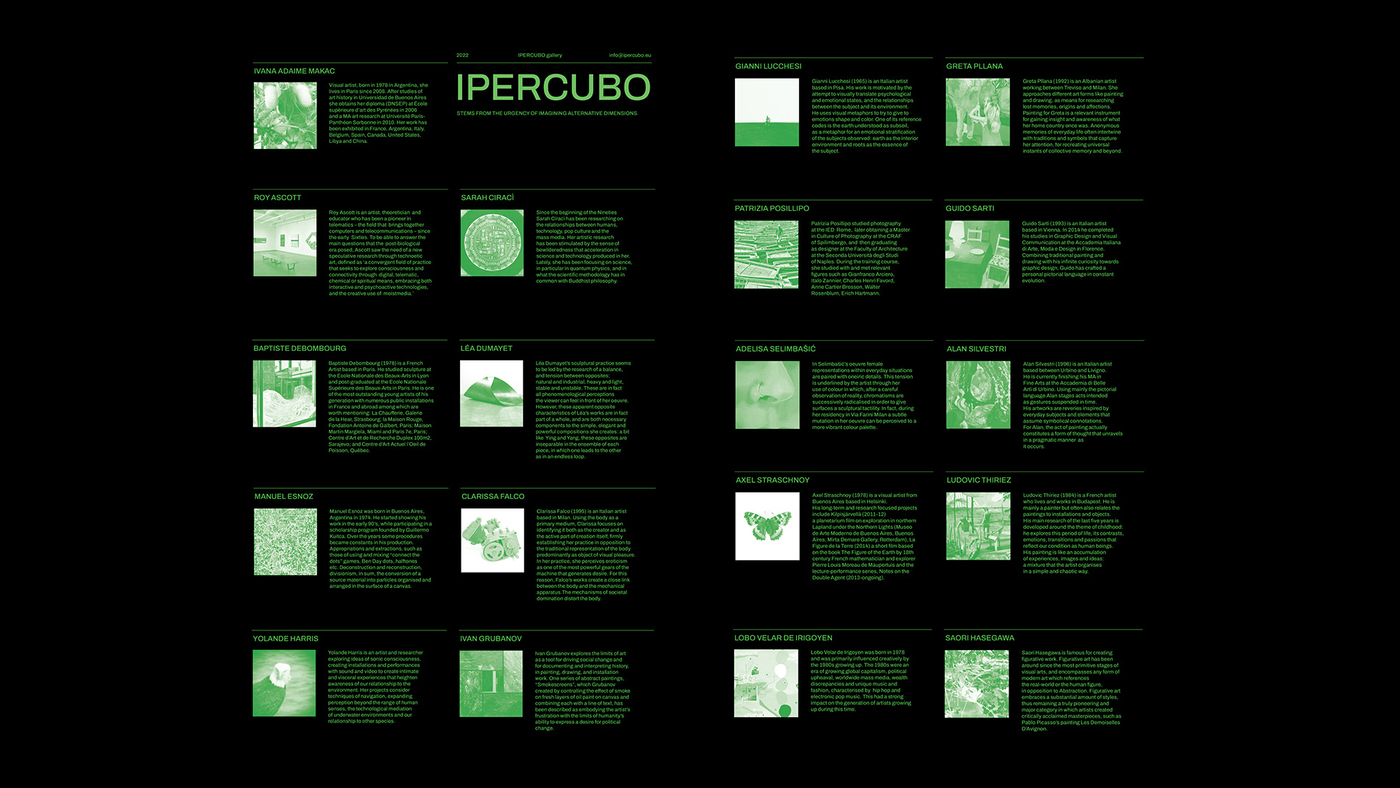 2022 IPERCUBO.gallery info@ipercubo.eu
IPERCUBO
STEMS FROM THE URGENCY OF IMAGINING ALTERNATIVE DIMENSIONS.
IVANA ADAIME MAKAC
Visual artist, born in 1978 in Argentina, she
lives in Paris since 2008. After studies of
art history in Universidad de Buenos Aires
she obtains her diploma (DNSEP) at École
supérieure d'art des Pyrénées in 2006
and a MA art research at Université Paris-
Panthéon Sorbonne in 2010. Her work has
been exhibited in France, Argentina, Italy,
Belgium, Spain, Canada, United States,
Libya and China.
ROY ASCOTT
Roy Ascott is an artist, theoretician and
educator who has been a pioneer in
telematics – the field that brings together
computers and telecommunications – since
the early Sixties. To be able to answer the
main questions that the post-biological
era posed, Ascott saw the need of a new
speculative research through technoetic
art, defined as 'a convergent field of practice
that seeks to explore consciousness and
connectivity through digital, telematic,
chemical or spiritual means, embracing both
interactive and psychoactive technologies,
and the creative use of moistmedia.'
SARAH CIRACÌ
Since the beginning of the Nineties
Sarah Ciracì has been researching on
the relationships between humans,
technology, pop culture and the
mass media. Her artistic research
has been stimulated by the sense of
bewilderedness that acceleration in
science and technology produced in her.
Lately, she has been focusing on science,
in particular in quantum physics, and in
what the scientific methodology has in
common with Buddhist philosophy.
BAPTISTE DEBOMBOURG
Baptiste Debombourg (1978) is a French
Artist based in Paris. He studied sculpture at
the Ecole Nationale des Beaux-Arts in Lyon
and post-graduated at the Ecole Nationale
Supérieure des Beaux-Arts in Paris. He is one
of the most outstanding young artists of his
generation with numerous public installations
in France and abroad among which are
worth mentioning: La Chaufferie, Galerie
de la Hear, Strasbourg; la Maison Rouge,
Fondation Antoine de Galbert, Paris; Maison
Martin Margiela, Miami and Paris 7e, Paris;
Centre d'Art et de Recherche Duplex 100m2,
Sarajevo; and Centre d'Art Actuel l'Oeil de
Poisson, Québec.
LÉA DUMAYET
Léa Dumayet's sculptural practice seems
to be led by the research of a balance,
and tension between opposites:
natural and industrial, heavy and light,
stable and unstable. These are in fact
all phenomenological perceptions
the viewer can feel in front of her oeuvre.
However, these apparent opposite
characteristics of Léa's works are in fact
part of a whole, and are both necessary
components to the simple, elegant and
powerful compositions she creates: a bit
like Ying and Yang, these opposites are
inseparable in the ensemble of each
piece, in which one leads to the other
as in an endless loop.
MANUEL ESNOZ
Manuel Esnoz was born in Buenos Aires,
Argentina in 1974. He started showing his
work in the early 90's, while participating in a
scholarship program founded by Guillermo
Kuitca. Over the years some procedures
became constants in his production.
Appropriations and extractions, such as
those of using and mixing "connect the
dots" games, Ben Day dots, halftones
etc. Deconstruction and reconstruction,
divisionism, in sum, the conversion of a
source material into particles organised and
arranged in the surface of a canvas.
CLARISSA FALCO
Clarissa Falco (1995) is an Italian artist
based in Milan. Using the body as a
primary medium, Clarissa focuses on
identifying it both as the creator and as
the active part of creation itself, firmly
establishing her practice in opposition to
the traditional representation of the body
predominantly as object of visual pleasure.
In her practice, she perceives eroticism
as one of the most powerful gears of the
machine that generates desire. For this
reason, Falco's works create a close link
between the body and the mechanical
apparatus. The mechanisms of societal
domination distort the body.
YOLANDE HARRIS
Yolande Harris is an artist and researcher
exploring ideas of sonic consciousness,
creating installations and performances
with sound and video to create intimate
and visceral experiences that heighten
awareness of our relationship to the
environment. Her projects consider
techniques of navigation, expanding
perception beyond the range of human
senses, the technological mediation
of underwater environments and our
relationship to other species.
IVAN GRUBANOV
Ivan Grubanov explores the limits of art
as a tool for driving social change and
for documenting and interpreting history,
in painting, drawing, and installation
work. One series of abstract paintings,
"Smokescreens", which Grubanov
created by controlling the effect of smoke
on fresh layers of oil paint on canvas and
combining each with a line of text, has
been described as embodying the artist's
frustration with the limits of humanity's
ability to express a desire for political
change.
GIANNI LUCCHESI
Gianni Lucchesi (1965) is an Italian artist
based in Pisa. His work is motivated by the
attempt to visually translate psychological
and emotional states, and the relationships
between the subject and its environment.
He uses visual metaphors to try to give to
emotions shape and color. One of its reference
codes is the earth understood as subsoil,
as a metaphor for an emotional stratification
of the subjects observed: earth as the interior
environment and roots as the essence of
the subject.
GRETA PLLANA
Greta Pllana (1992) is an Albanian artist
working between Treviso and Milan. She
approaches different art forms like painting
and drawing, as means for researching
lost memories, origins and affections.
Painting for Greta is a relevant instrument
for gaining insight and awareness of what
her home country once was. Anonymous
memories of everyday life often intertwine
with traditions and symbols that capture
her attention, for recreating universal
instants of collective memory and beyond.
PATRIZIA POSILLIPO
Patrizia Posillipo studied photography
at the IED Rome, later obtaining a Master
in Culture of Photography at the CRAF
of Spilimbergo, and then graduating
as designer at the Faculty of Architecture
at the Seconda Università degli Studi
of Naples. During the training course,
she studied with and met relevant
figures such as Gianfranco Arciero,
Italo Zannier, Charles Henri Favord,
Anne Cartier Bresson, Walter
Rosenblum, Erich Hartmann.
GUIDO SARTI
Guido Sarti (1993) is an Italian artist
based in Vienna. In 2014 he completed
his studies in Graphic Design and Visual
Communication at the Accademia Italiana
di Arte, Moda e Design in Florence.
Combining traditional painting and
drawing with his infinite curiosity towards
graphic design, Guido has crafted a
personal pictorial language in constant
evolution.
ADELISA SELIMBAŠIĆ
In Selimbašić's oeuvre female
representations within everyday situations
are paired with oneiric details. This tension
is underlined by the artist through her
use of colour in which, after a careful
observation of reality, chromatisms are
successively radicalised in order to give
surfaces a sculptural tactility. In fact, during
her residency in Via Farini Milan a subtle
mutation in her oeuvre can be perceived to a
more vibrant colour palette.
ALAN SILVESTRI
Alan Silvestri (1996) is an Italian artist
based between Urbino and Livigno.
He is currently finishing his MA in
Fine Arts at the Accademia di Belle
Arti di Urbino. Using mainly the pictorial
language Alan stages acts intended
as gestures suspended in time.
His artworks are reveries inspired by
everyday subjects and elements that
assume symbolical connotations.
For Alan, the act of painting actually
constitutes a form of thought that unravels
in a pragmatic manner as
it occurs.
AXEL STRASCHNOY
Axel Straschnoy (1978) is a visual artist from
Buenos Aires based in Helsinki.
His long-term and research focused projects
include Kilpisjärvellä (2011–12)
a planetarium film on exploration in northern
Lapland under the Northern Lights (Museo
de Arte Moderno de Buenos Aires, Buenos
Aires, Mirta Demare Gallery, Rotterdam), La
Figure de la Terre (2014) a short film based
on the book The Figure of the Earth by 18th
century French mathematician and explorer
Pierre Louis Moreau de Maupertuis and the
lecture-performance series, Notes on the
Double Agent (2013-ongoing).
LUDOVIC THIRIEZ
Ludovic Thiriez (1984) is a French artist
who lives and works in Budapest. He is
mainly a painter but often also relates the
paintings to installations and objects.
His main research of the last five years is
developed around the theme of childhood:
he explores this period of life, its contrasts,
emotions, transitions and passions that
reflect our condition as human beings.
His painting is like an accumulation
of experiences, images and ideas:
a mixture that the artist organises
in a simple and chaotic way.
LOBO VELAR DE IRIGOYEN
Lobo Velar de Irigoyen was born in 1978
and was primarily influenced creatively by
the 1980s growing up. The 1980s were an
era of growing global capitalism, political
upheaval, worldwide mass media, wealth
discrepancies and unique music and
fashion, characterised by hip hop and
electronic pop music. This had a strong
impact on the generation of artists growing
up during this time.
SAORI HASEGAWA
Saori Hasegawa is famous for creating
figurative work. Figurative art has been
around since the most primitive stages of
visual arts, and encompasses any form of
modern art which references
the real-world or the human figure,
in opposition to Abstraction. Figurative art
embraces a substantial amount of styles,
thus remaining a truly pioneering and
major category in which artists created
critically acclaimed masterpieces, such as
Pablo Picasso's painting Les Demoiselles
D'Avignon.